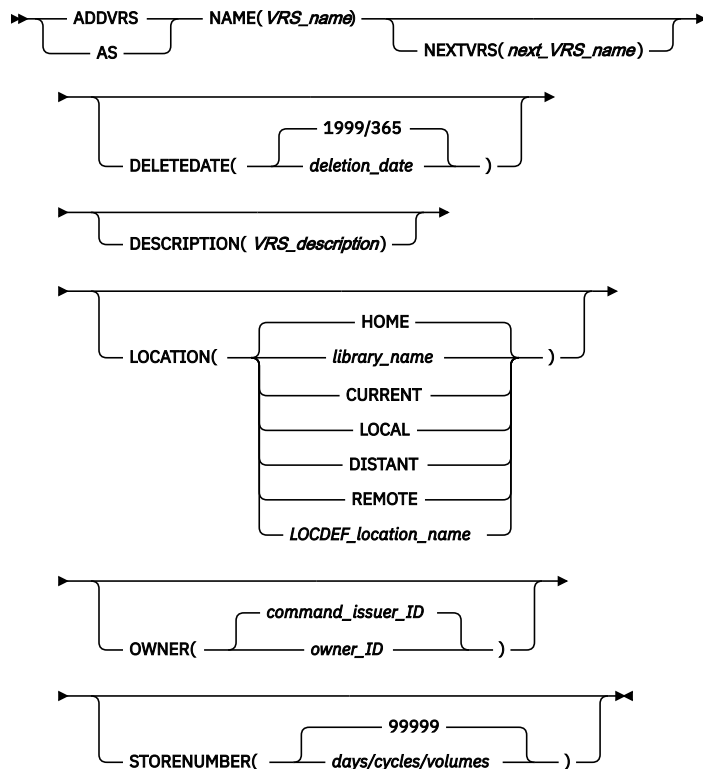 ADDVRS NAME( VRS_name)
AS NEXTVRS( next_VRS_name )
1999/365
DELETEDATE( deletion_date )
DESCRIPTION( VRS_description)
HOME
LOCATION( library_name )
CURRENT
LOCAL
DISTANT
REMOTE
LOCDEF_location_name
command_issuer_ID
OWNER( owner_ID )
99999
STORENUMBER( days/cycles/volumes )